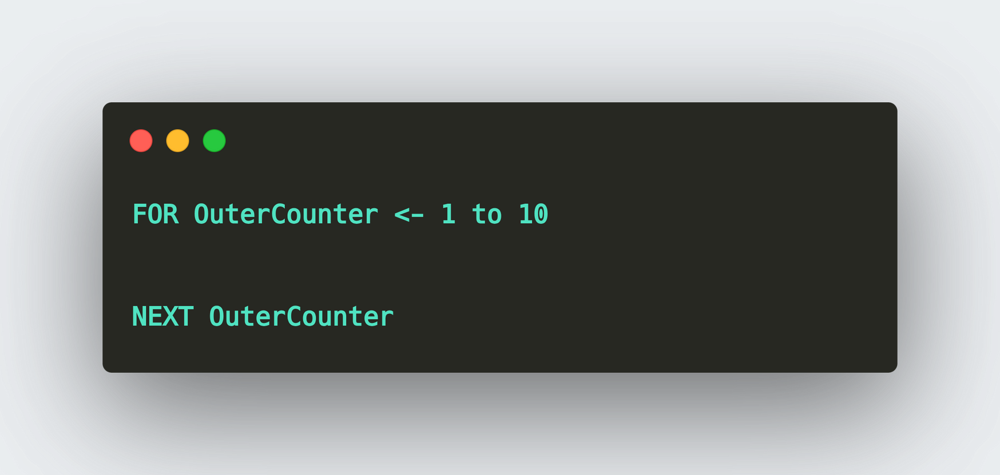 FOR OuterCounter <- 1 to 10
NEXT OuterCounter